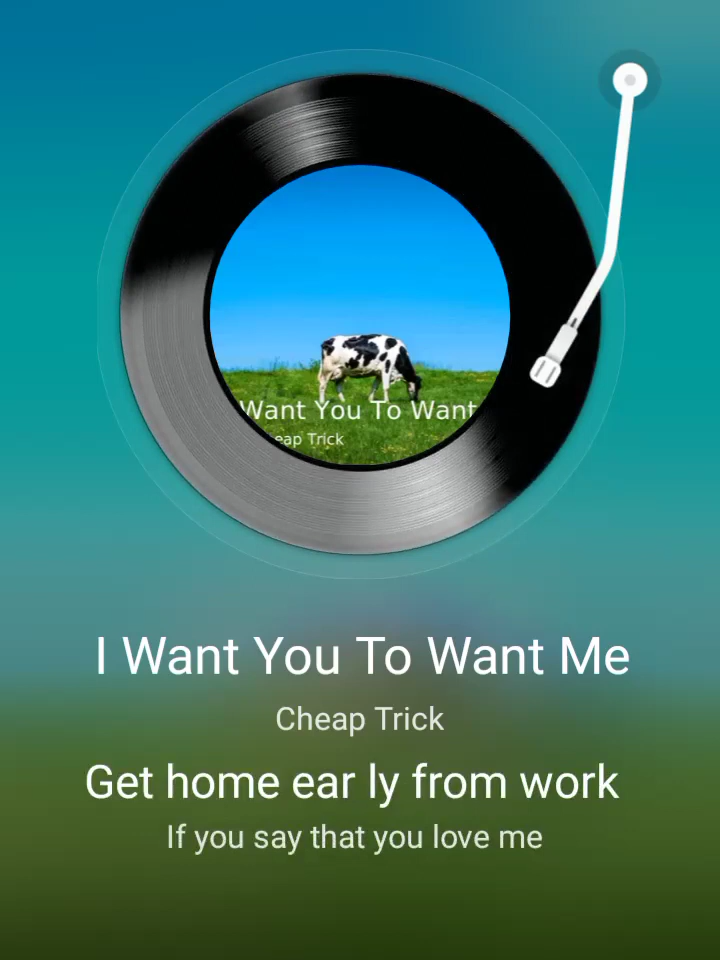 Want You To Want
eap Trick
I Want You To Want Me
Cheap Trick
Get home ear ly from work
If you say that you love me